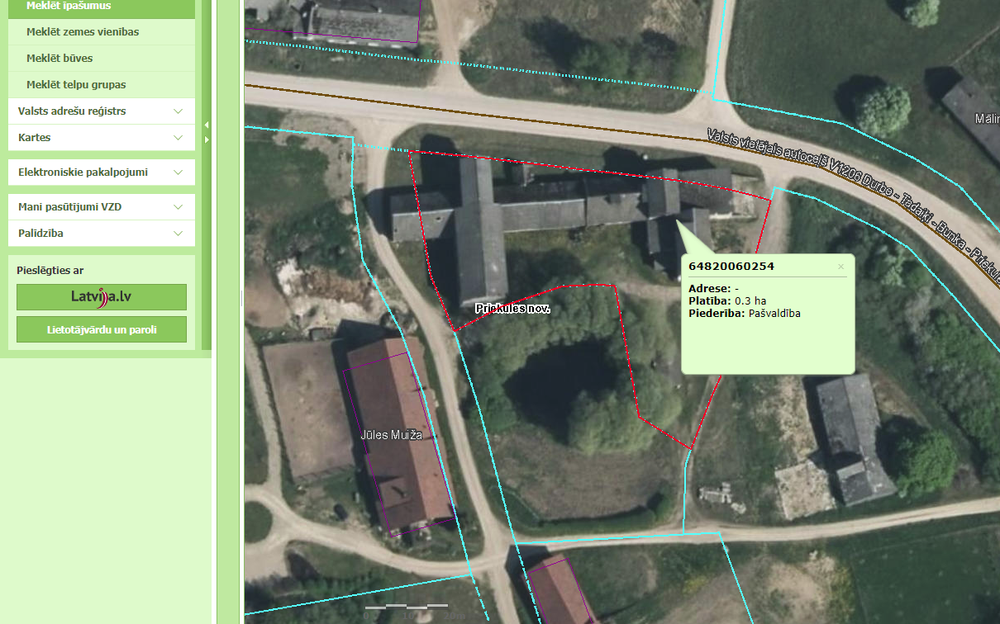 Meklēt īpašumus
Meklēt zemes vienības
Meklēt būves
Meklēt telpu grupas
Valsts adrešu reģistrs
Kartes
Elektroniskie pakalpojumi
Mani pasūtījumi VZD
Palīdzība
Pieslēgties ar
Latvija.lv
Lietotājvārdu un paroli
Mālir
Valsts vietējais autoceļš V1206 Durbe - Tadaiķi - Bunka - Priekule
64820060254
Adrese: -
Platība: 0.3 ha
Piederība: Pašvaldība
Priekules nov.
Jūles Muiža